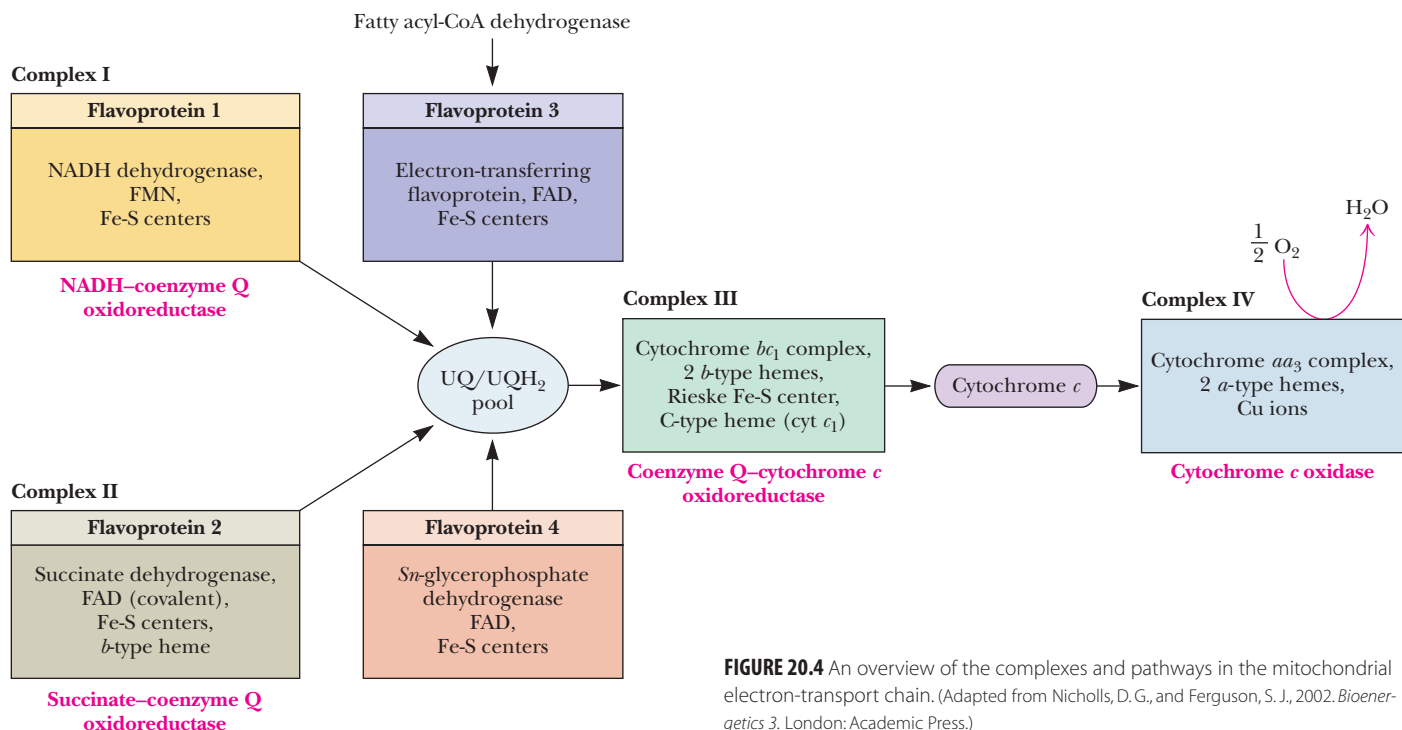 Fatty acyl-CoA dehydrogenase
Complex I
Flavoprotein 1
NADH dehydrogenase,
FMN,
Fe-S centers
NADH–coenzyme Q
oxidoreductase
Flavoprotein 3
Electron-transferring
flavoprotein, FAD,
Fe-S centers
UQ/UQH₂
pool
Complex II
Flavoprotein 2
Succinate dehydrogenase,
FAD (covalent),
Fe-S centers,
b-type heme
Succinate–coenzyme Q
oxidoreductase
Flavoprotein 4
Sn-glycerophosphate
dehydrogenase
FAD,
Fe-S centers
Complex III
Cytochrome bc₁ complex,
2 b-type hemes,
Rieske Fe-S center,
C-type heme (cyt c₁)
Coenzyme Q–cytochrome c
oxidoreductase
Cytochrome c
½ O₂
H₂O
Complex IV
Cytochrome aa₃ complex,
2 a-type hemes,
Cu ions
Cytochrome c oxidase
FIGURE 20.4 An overview of the complexes and pathways in the mitochondrial
electron-transport chain. (Adapted from Nicholls, D. G., and Ferguson, S. J., 2002. Bioener-
getics 3. London: Academic Press.)